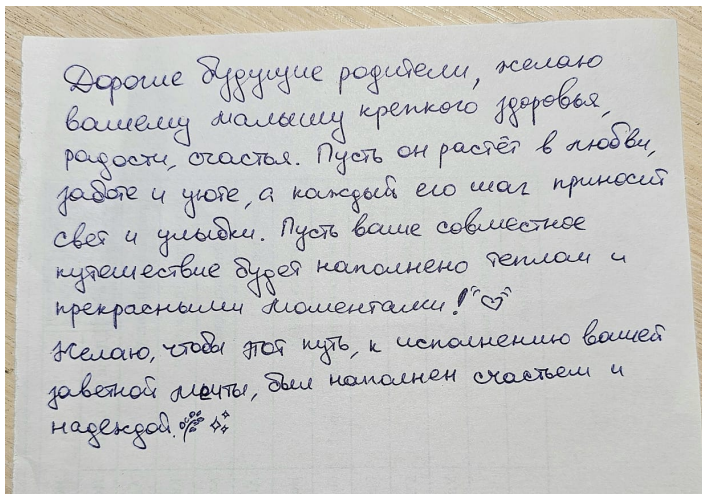 Дорогие будущие родители, желаю
вашему малышу крепкого здоровья,
радости, счастья. Пусть он растёт в любви,
заботе и уюте, а каждый его шаг приносит
свет и улыбки. Пусть ваше совместное
путешествие будет наполнено теплом и
прекрасными моментами!
Желаю, чтобы этот путь, к исполнению вашей
заветной мечты, был наполнен счастьем и
надеждой.